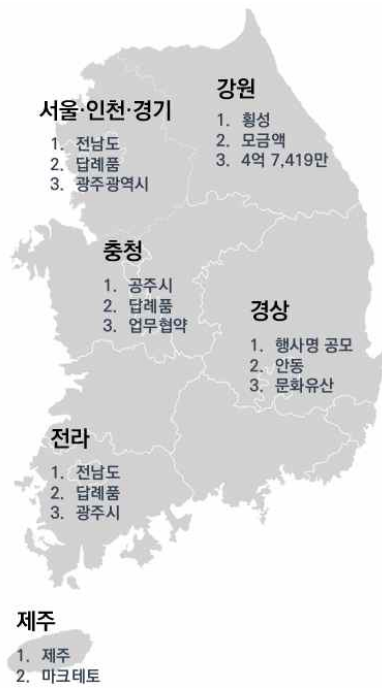 서울·인천·경기
1. 전남도
2. 답례품
3. 광주광역시
강원
1. 횡성
2. 모금액
3. 4억 7,419만
충청
1. 공주시
2. 답례품
3. 업무협약
경상
1. 행사명 공모
2. 안동
3. 문화유산
전라
1. 전남도
2. 답례품
3. 광주시
제주
1. 제주
2. 마크테토